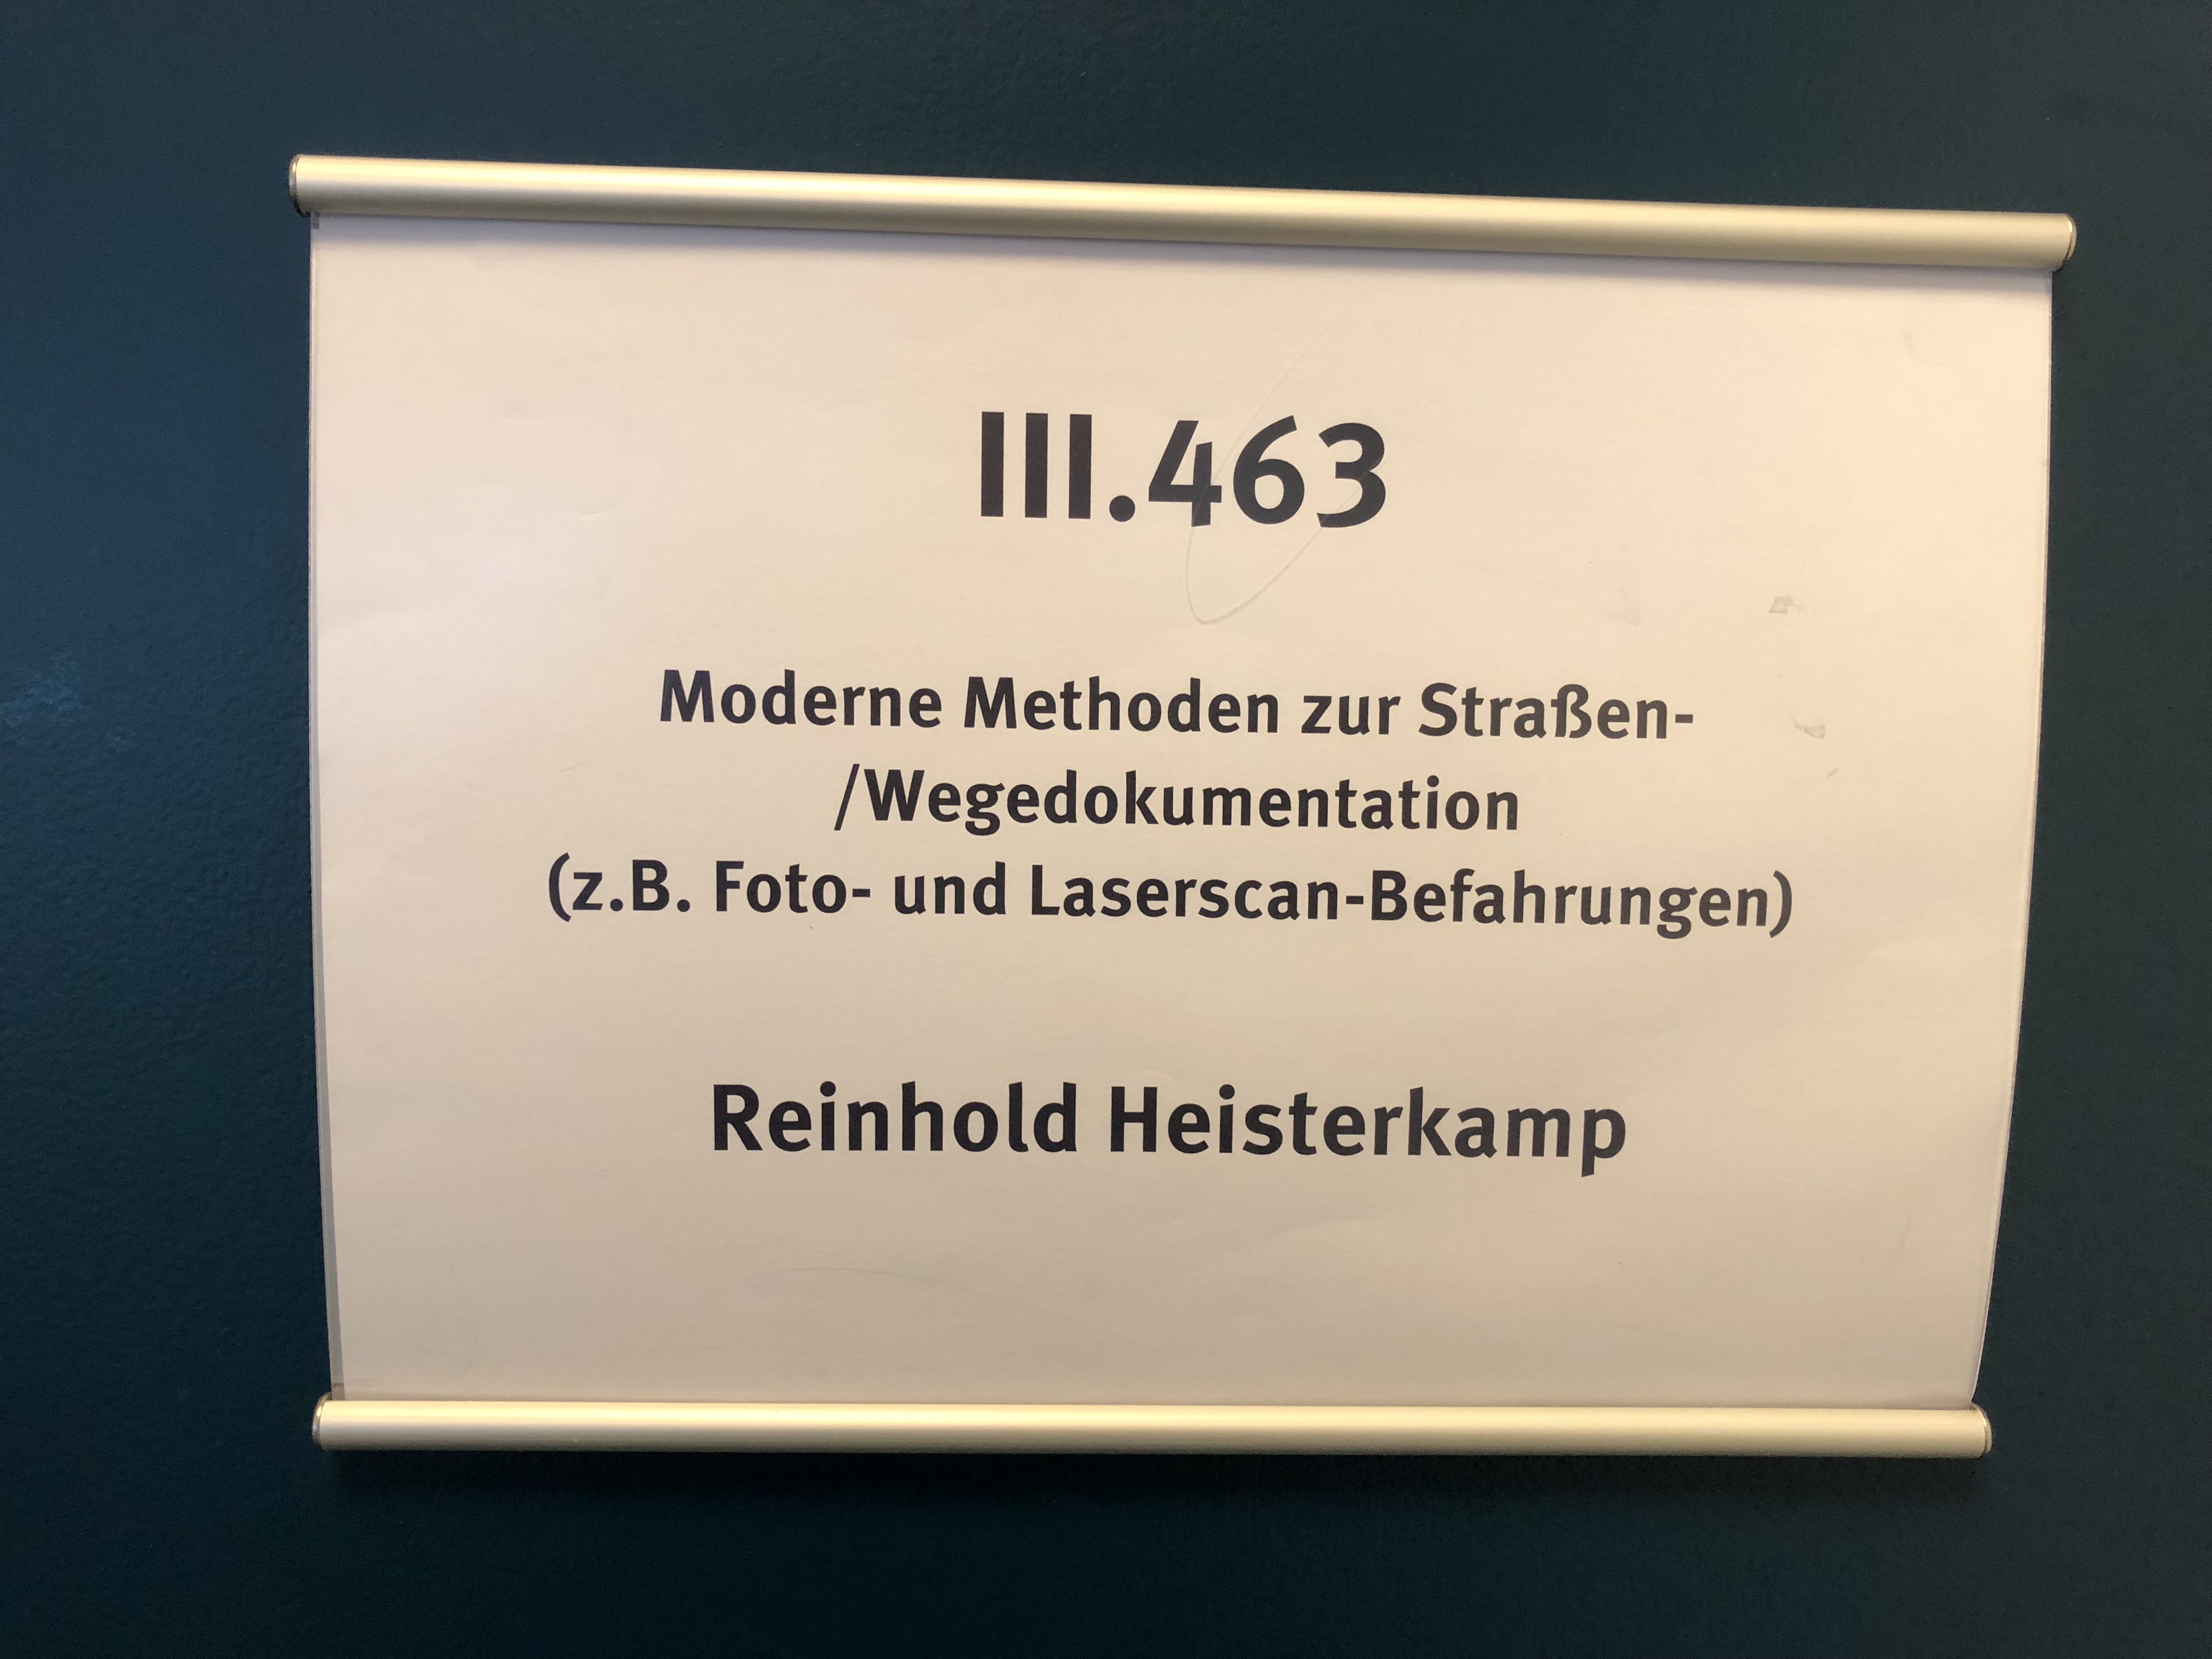 III.463
Moderne Methoden zur Straßen-
/Wegedokumentation
(z.B. Foto- und Laserscan-Befahrungen)
Reinhold Heisterkamp